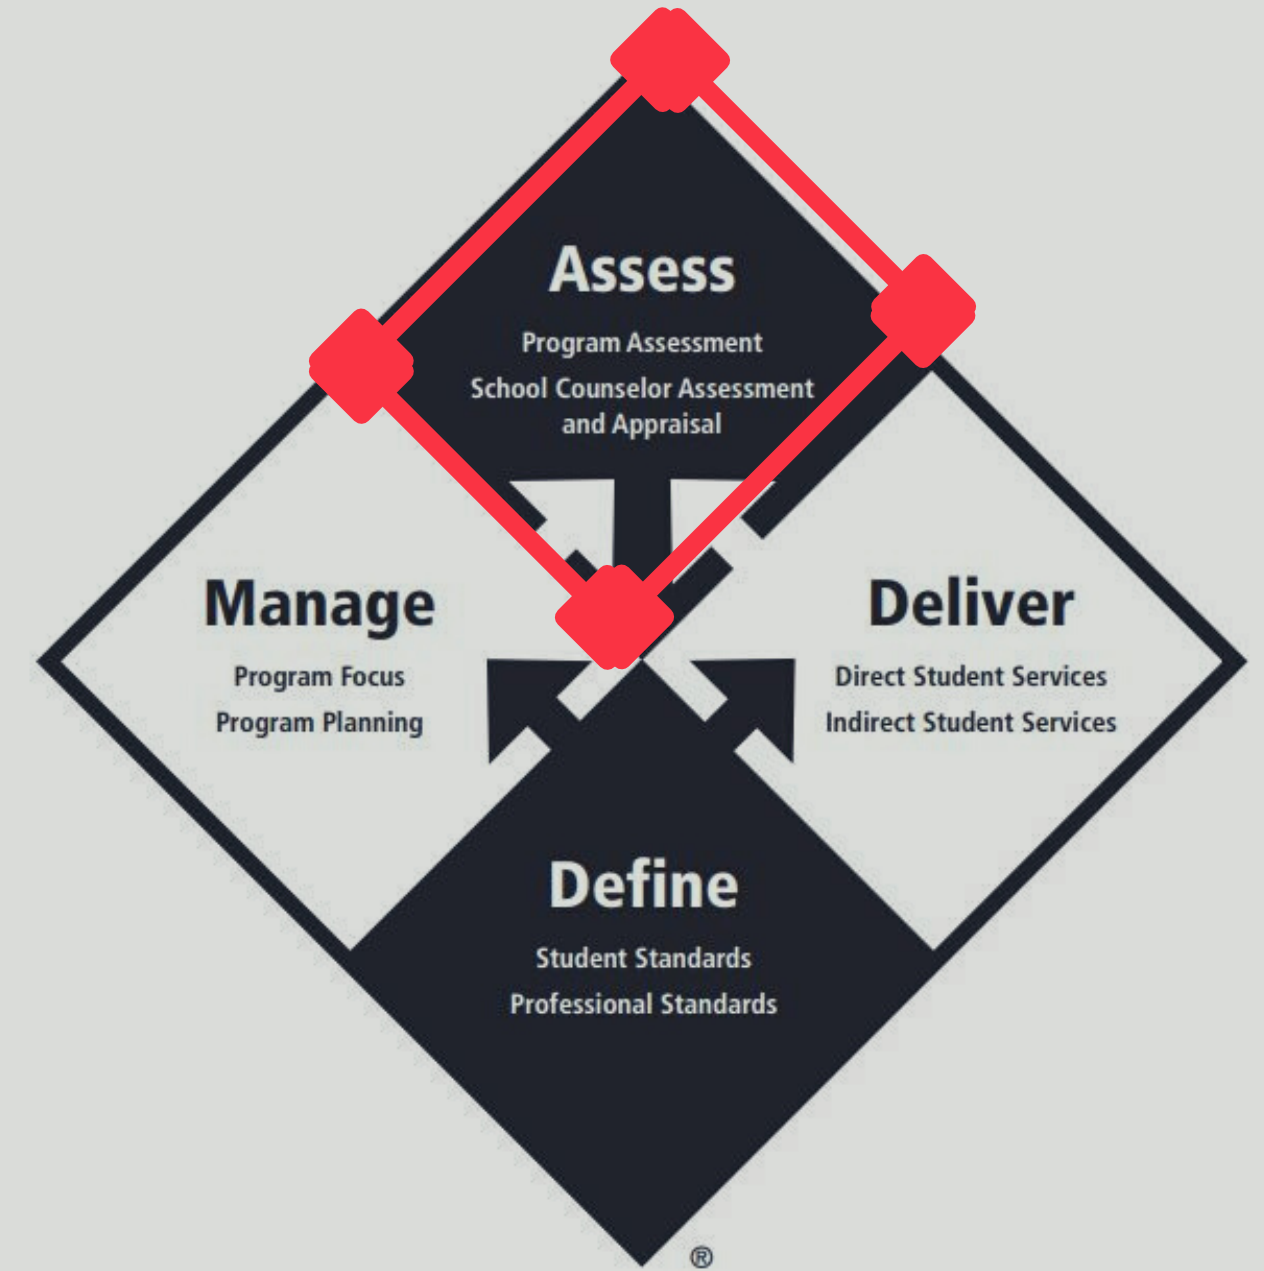 Assess
Program Assessment
School Counselor Assessment
and Appraisal
Manage
Program Focus
Program Planning
Deliver
Direct Student Services
Indirect Student Services
Define
Student Standards
Professional Standards
®